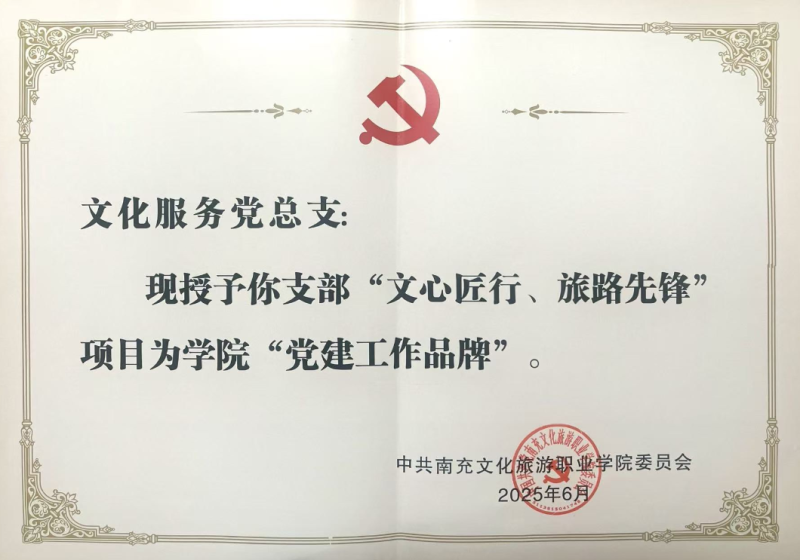 文化服务党总支:
现授予你支部“文心匠行、旅路先锋”
项目为学院“党建工作品牌”。
中共南充文化旅游职业学院委员会
2025年6月